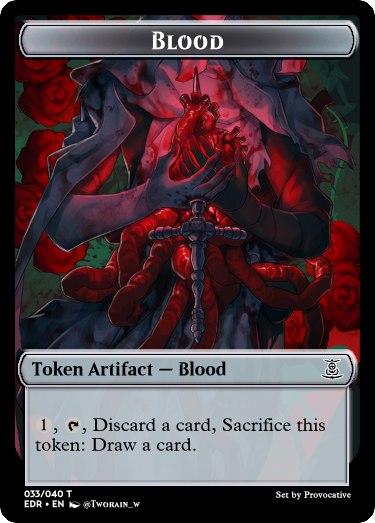 Blood
Token Artifact — Blood
1, , Discard a card, Sacrifice this
token: Draw a card.
033/040 T
EDR • EN @Tworain_w
Set by Provocative